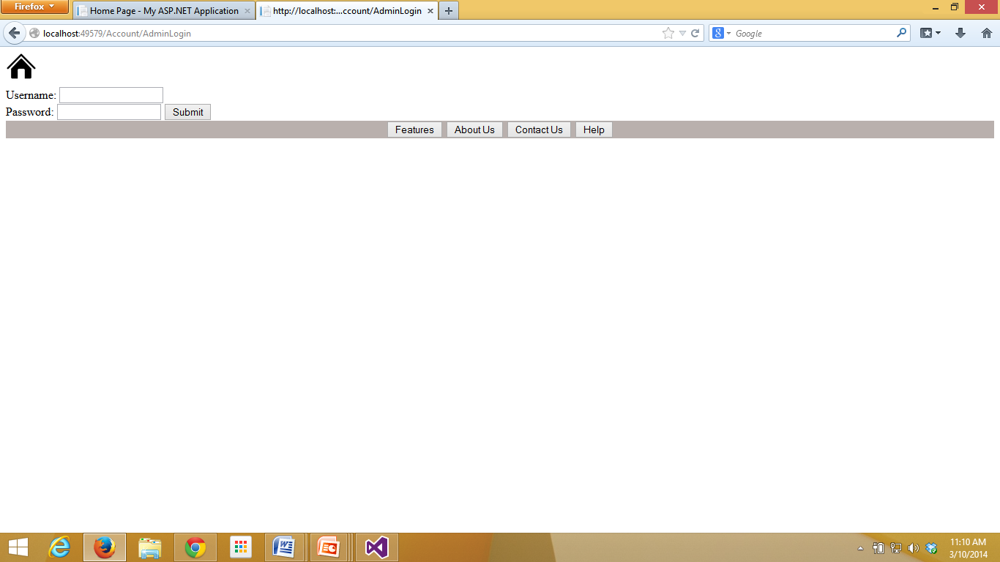 Firefox
Home Page - My ASP.NET Application
http://localhost:...ccount/AdminLogin
localhost:49579/Account/AdminLogin
Google
Username:
Password: Submit
Features About Us Contact Us Help
11:10 AM
3/10/2014